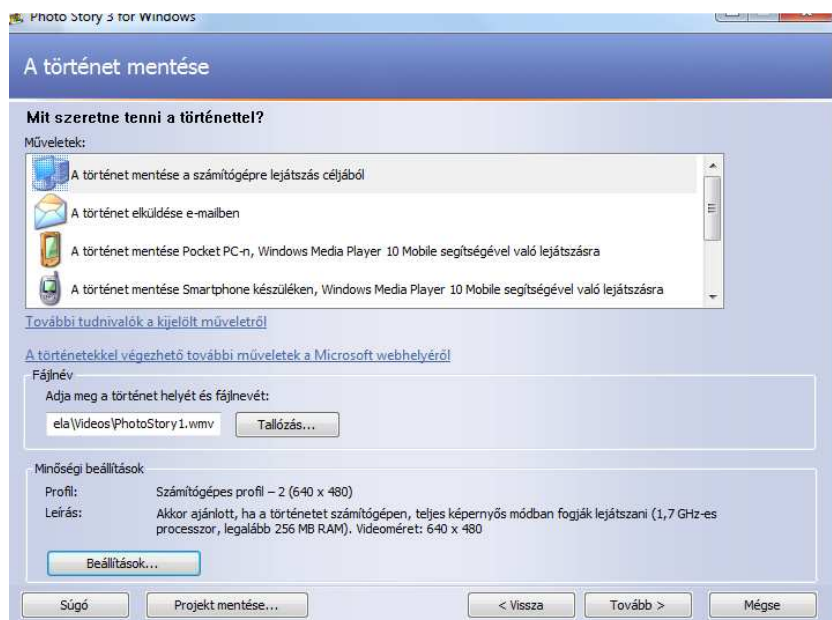 Photo Story 3 for Windows
A történet mentése
Mit szeretne tenni a történettel?
Műveletek:
A történet mentése a számítógépre lejátszás céljából
A történet elküldése e-mailben
A történet mentése Pocket PC-n, Windows Media Player 10 Mobile segítségével való lejátszásra
A történet mentése Smartphone készüléken, Windows Media Player 10 Mobile segítségével való lejátszásra
További tudnivalók a kijelölt műveletről
A történetekkel végezhető további műveletek a Microsoft webhelyéről
Fájlnév
Adja meg a történet helyét és fájlnevét:
ela\Videos\PhotoStory1.wmv Tallózás...
Minőségi beállítások
Profil: Számítógépes profil – 2 (640 x 480)
Leírás: Akkor ajánlott, ha a történetet számítógépen, teljes képernyős módban fogják lejátszani (1,7 GHz-es
processzor, legalább 256 MB RAM). Videoméret: 640 x 480
Beállítások...
Súgó Projekt mentése... < Vissza Tovább > Mégse